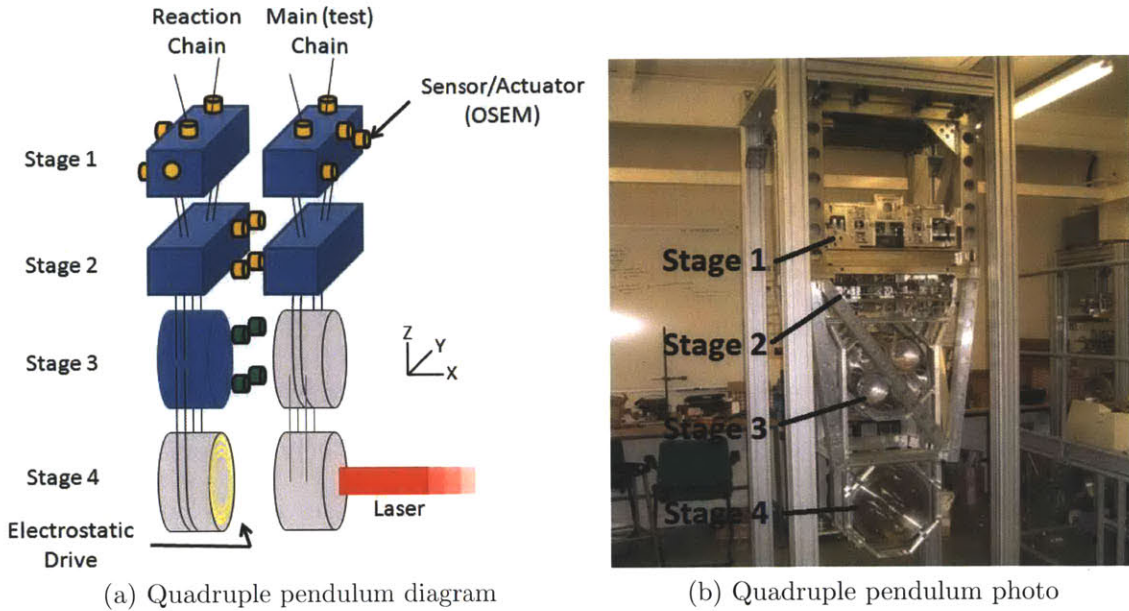 Reaction
Chain
Main (test)
Chain
Sensor/Actuator
(OSEM)
Stage 1
Stage 2
Stage 3
Stage 4
Z
Y
X
Laser
Electrostatic
Drive
(a) Quadruple pendulum diagram
Stage 1
Stage 2
Stage 3
Stage 4
(b) Quadruple pendulum photo